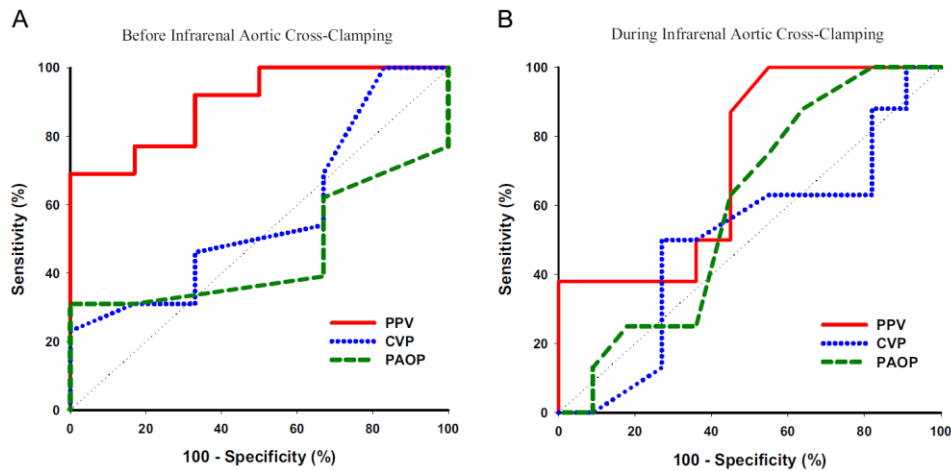 A
Before Infrarenal Aortic Cross-Clamping
Sensitivity (%)
100
80
60
40
20
0
PPV
CVP
PAOP
0 20 40 60 80 100
100 - Specificity (%)
B
During Infrarenal Aortic Cross-Clamping
Sensitivity (%)
100
80
60
40
20
0
PPV
CVP
PAOP
0 20 40 60 80 100
100 - Specificity (%)